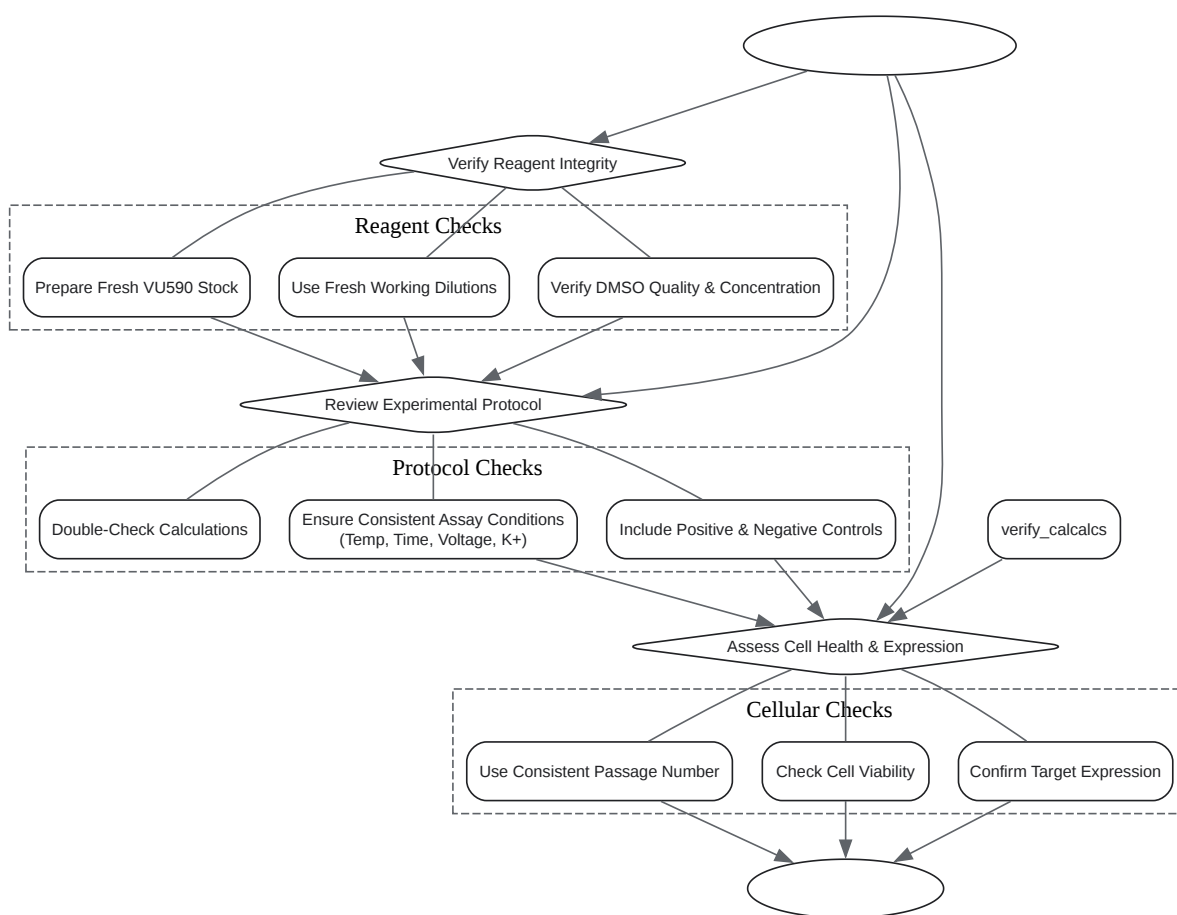 Verify Reagent Integrity
Reagent Checks
Prepare Fresh VU590 Stock
Use Fresh Working Dilutions
Verify DMSO Quality & Concentration
Review Experimental Protocol
Protocol Checks
Double-Check Calculations
Ensure Consistent Assay Conditions
(Temp, Time, Voltage, K+)
Include Positive & Negative Controls
verify_calcalcs
Assess Cell Health & Expression
Cellular Checks
Use Consistent Passage Number
Check Cell Viability
Confirm Target Expression